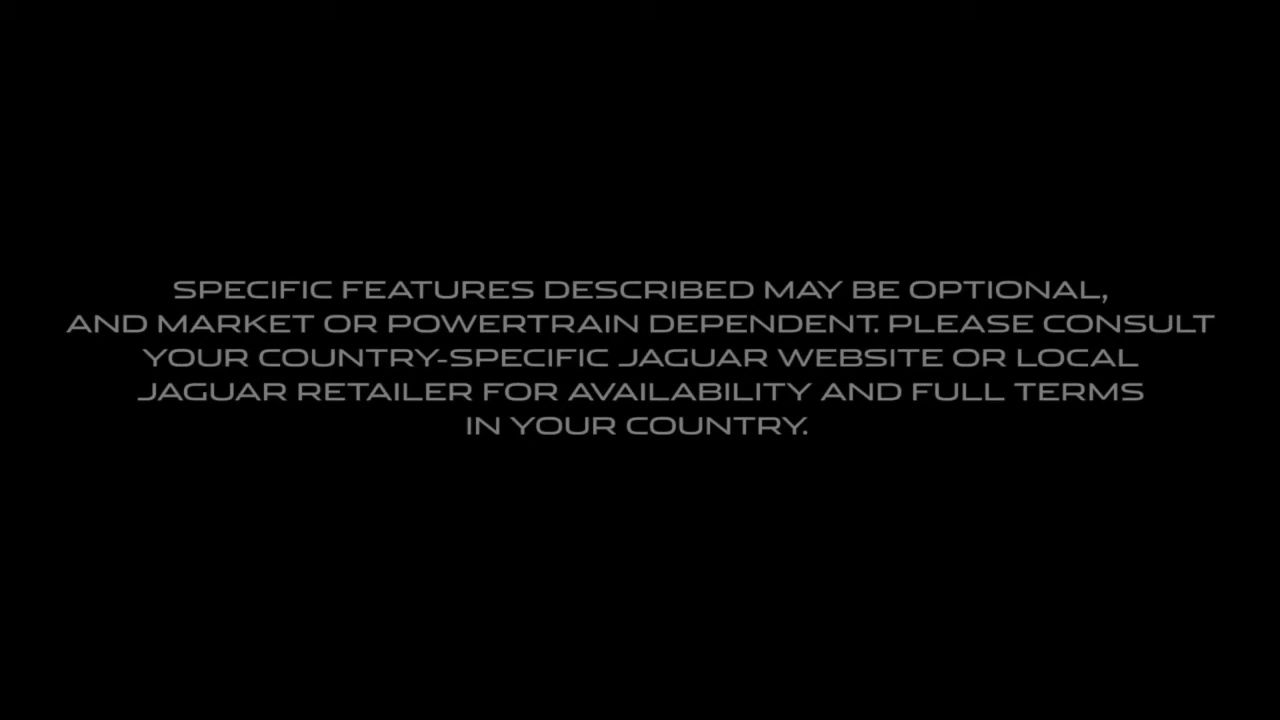 SPECIFIC FEATURES DESCRIBED MAY BE OPTIONAL,
AND MARKET OR POWERTRAIN DEPENDENT. PLEASE CONSULT
YOUR COUNTRY-SPECIFIC JAGUAR WEBSITE OR LOCAL
JAGUAR RETAILER FOR AVAILABILITY AND FULL TERMS
IN YOUR COUNTRY.